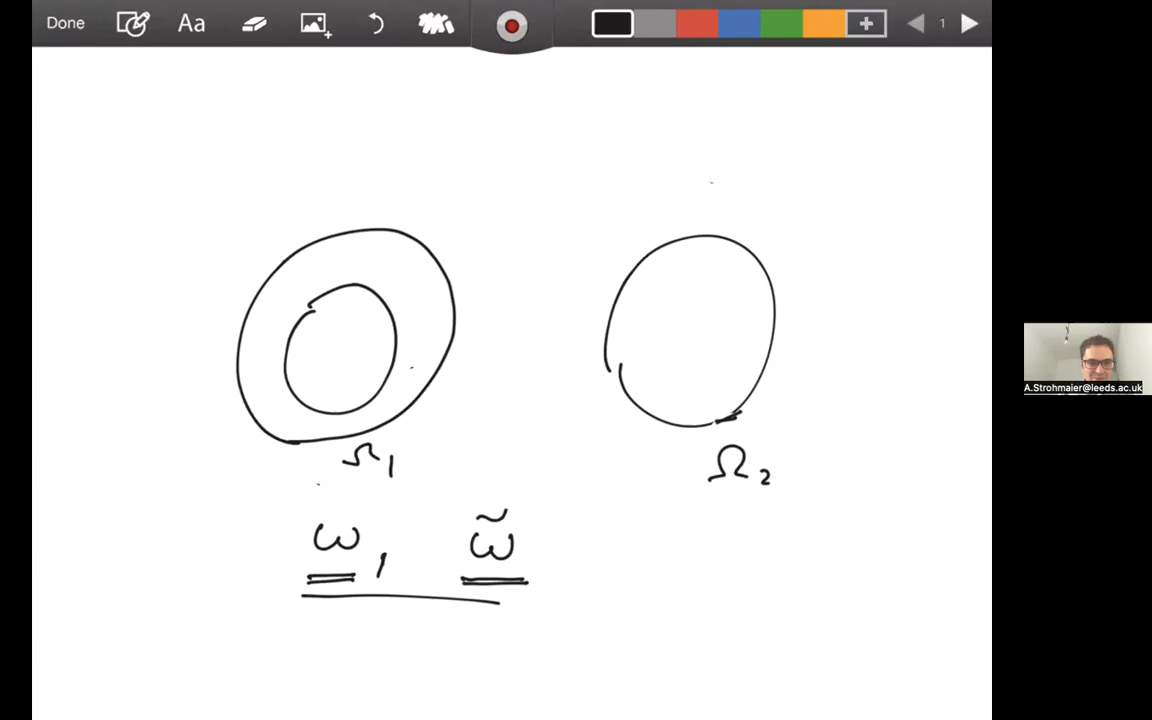 Done Aa 1
Ω₁ Ω₂
ω, ω̃
A.Strohmaier@leeds.ac.uk